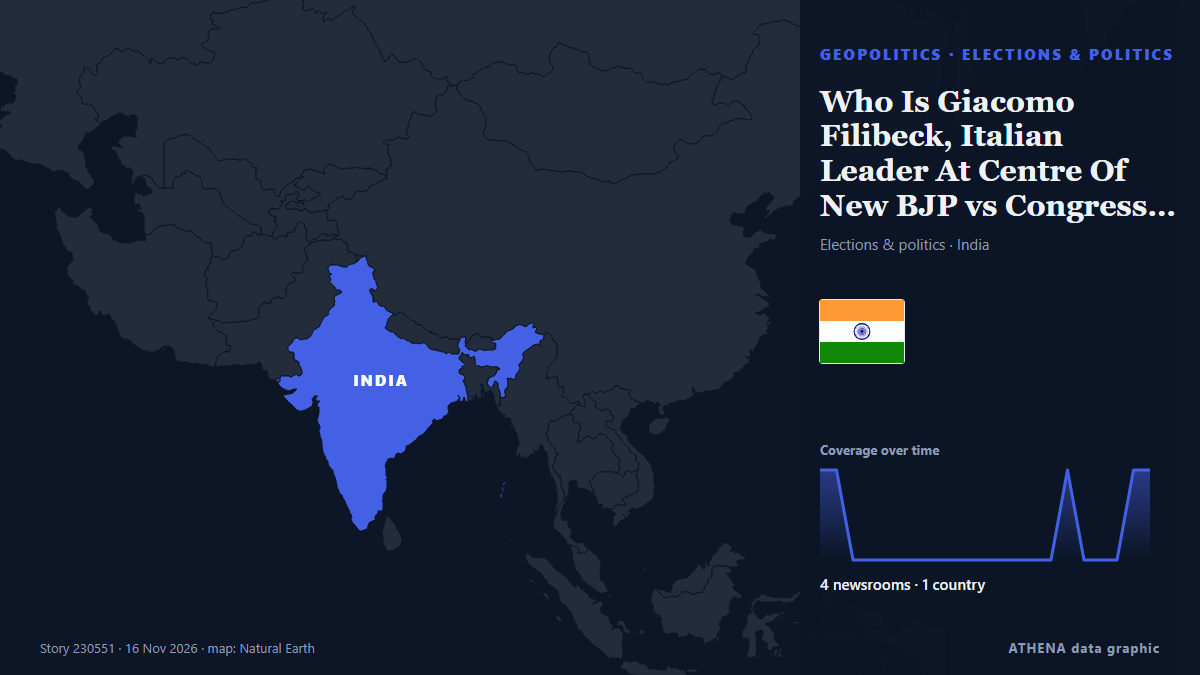 GEOPOLITICS · ELECTIONS & POLITICS
Who Is Giacomo
Filibeck, Italian
Leader At Centre Of
New BJP vs Congress…
Elections & politics · India
INDIA
Coverage over time
4 newsrooms · 1 country
Story 230551 · 16 Nov 2026 · map: Natural Earth
ATHENA data graphic